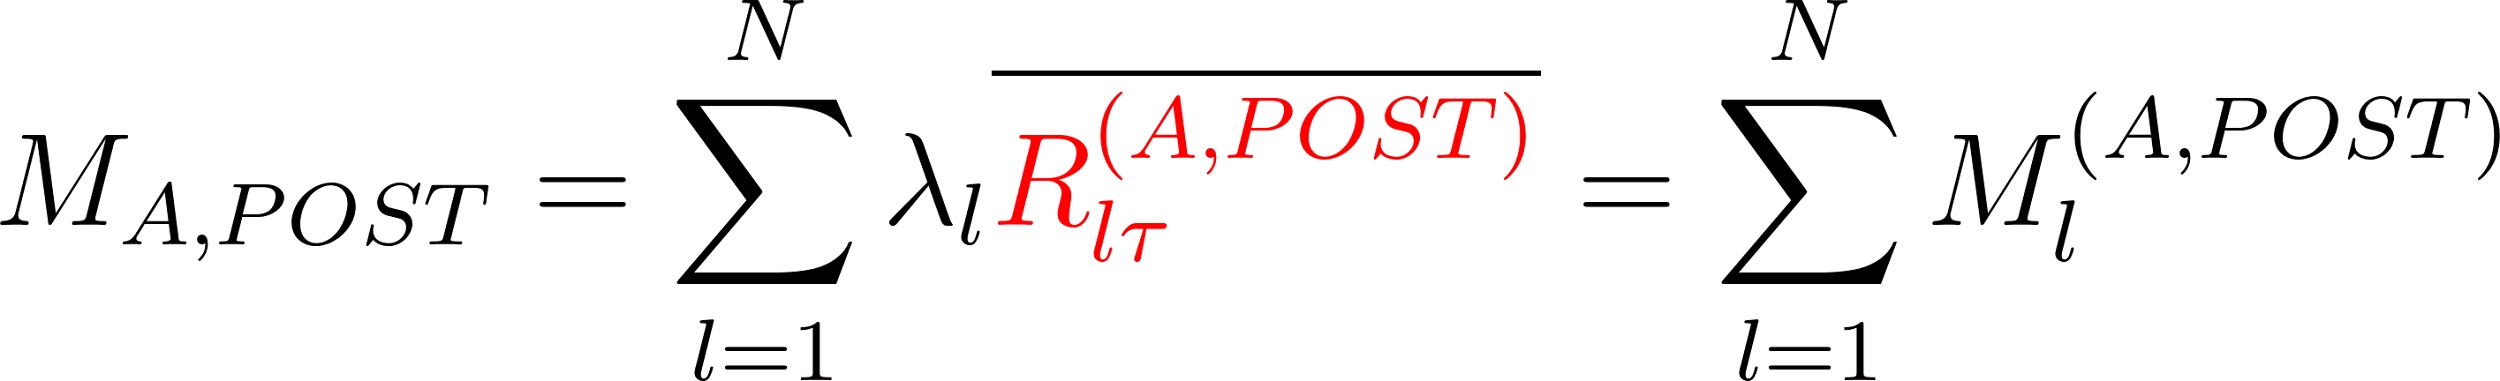 $M_{A,POST} = \sum_{l=1}^{N} \lambda_l \overline{R_{l\tau}^{(A,POST)}} = \sum_{l=1}^{N} M_l^{(A,POST)}$